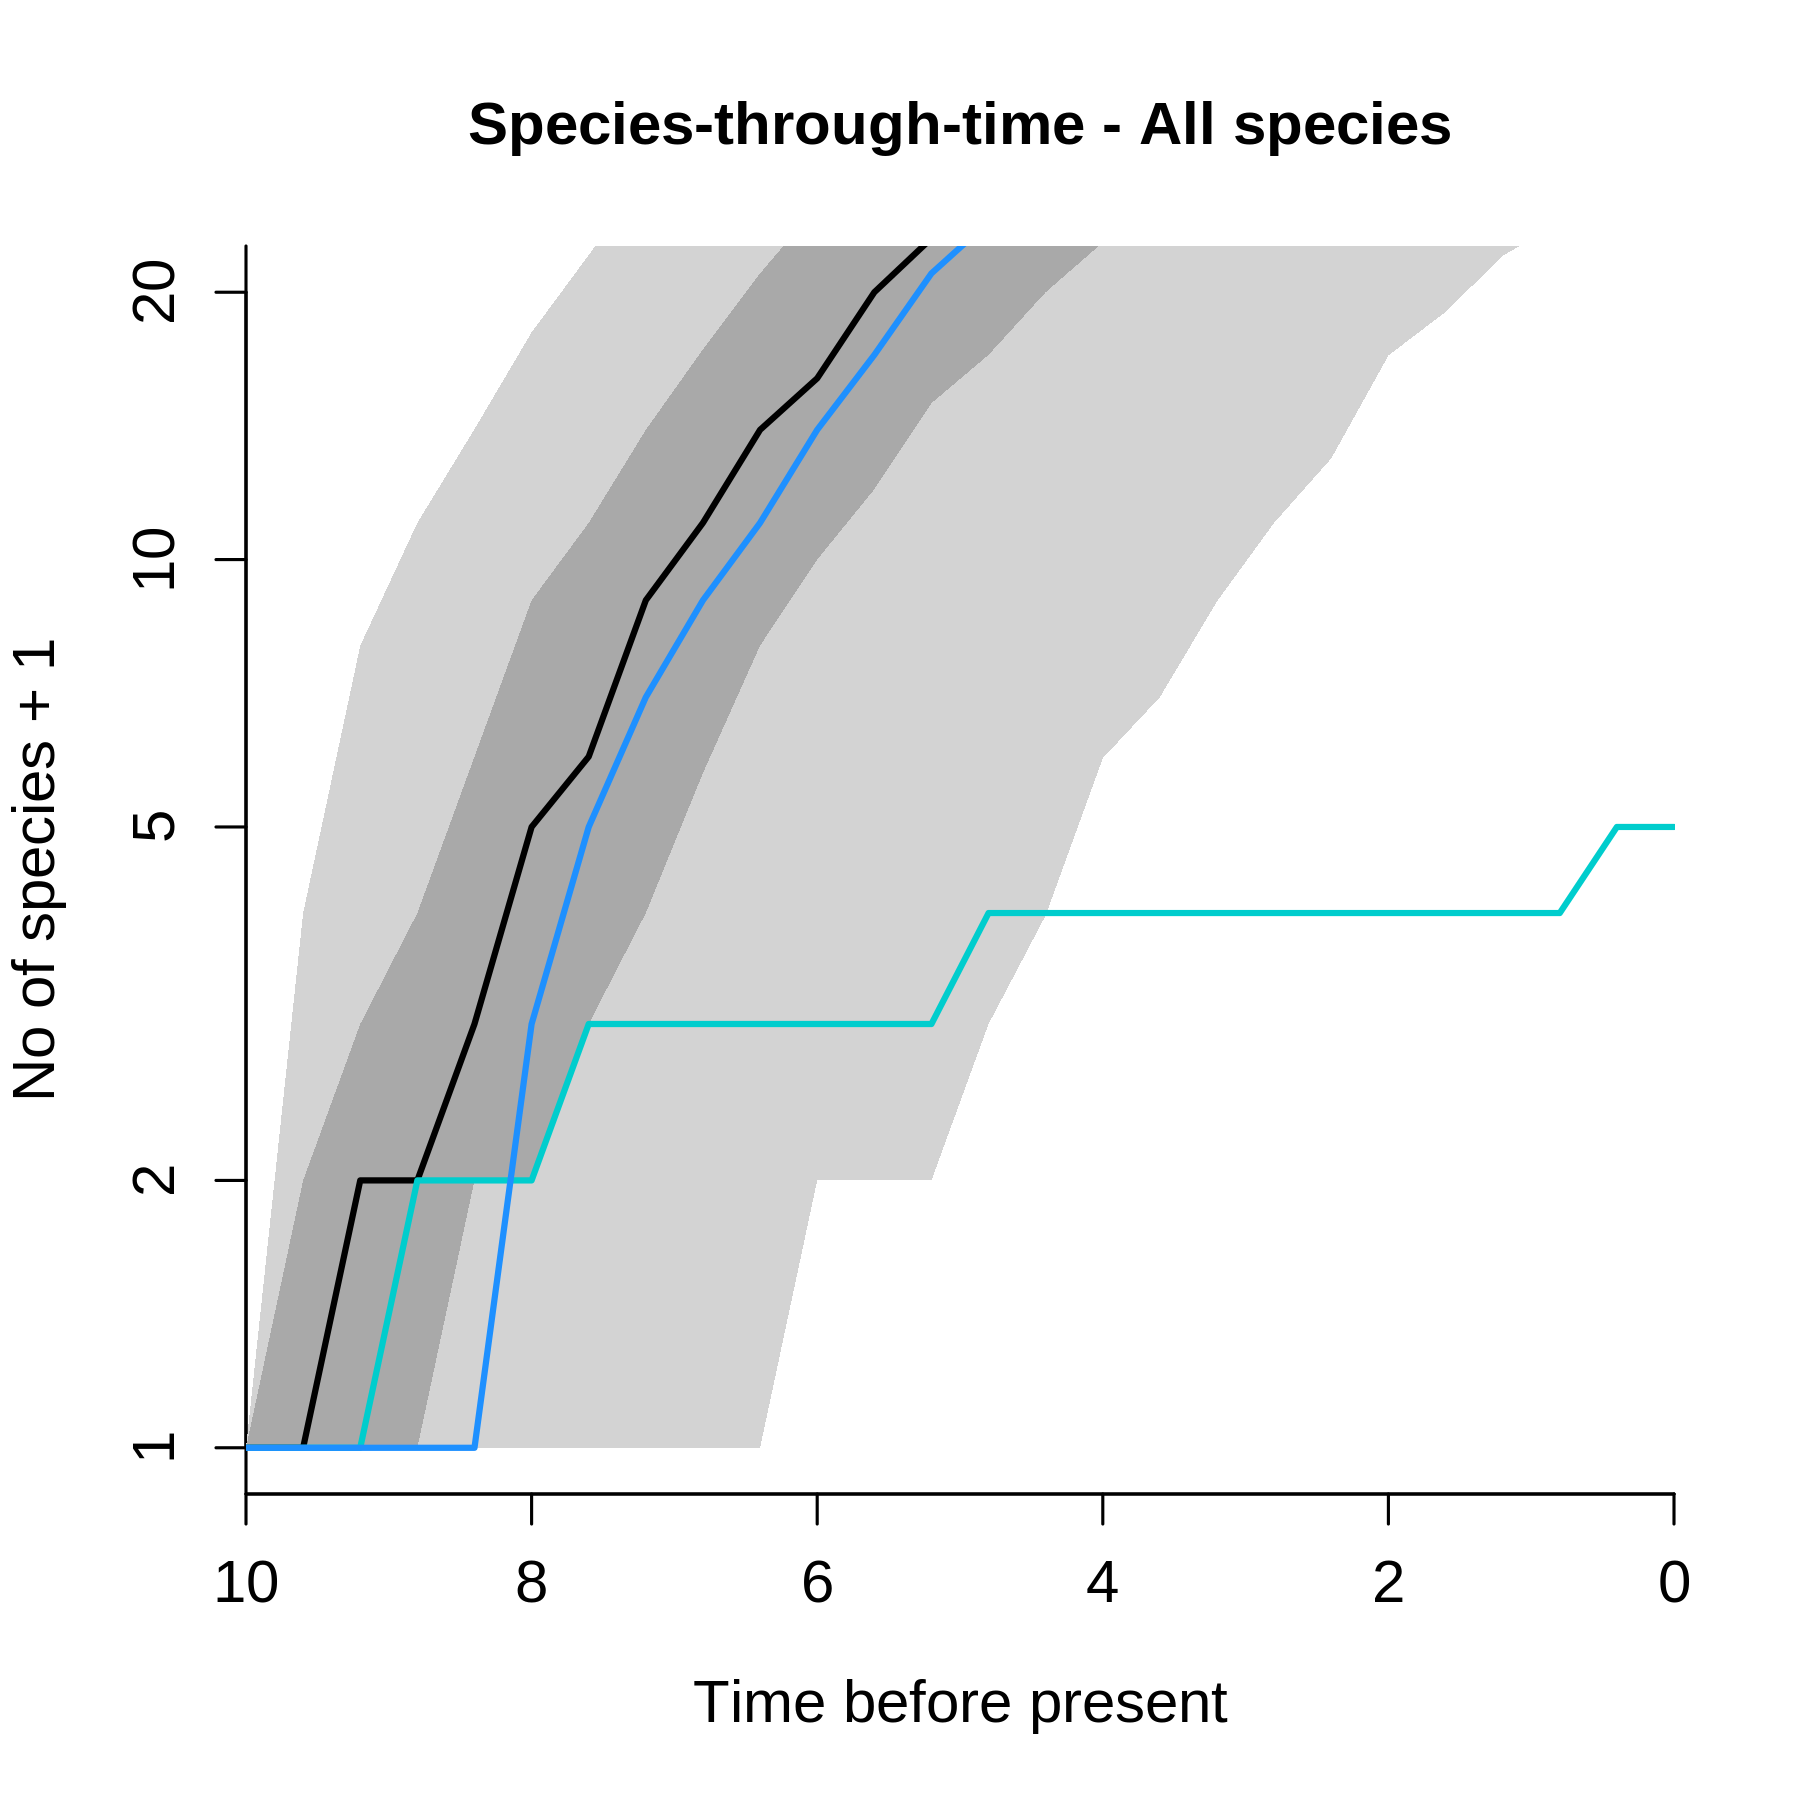 Species-through-time - All species
No of species + 1
20
10
5
2
1
10 8 6 4 2 0
Time before present